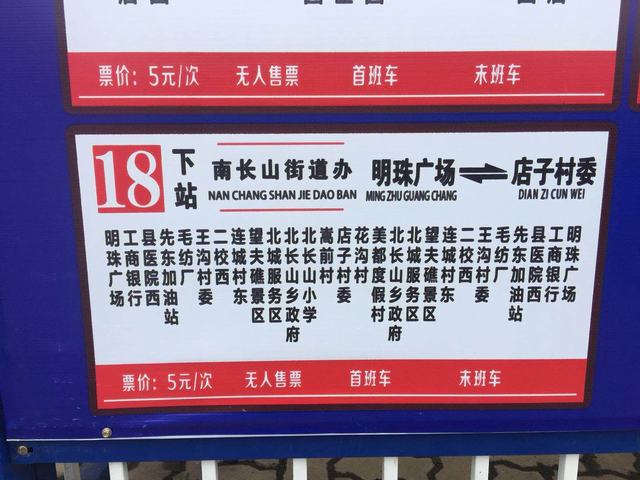 票价：5元/次 无人售票 首班车 末班车
18 下站 南长山街道办 明珠广场 ⇌ 店子村委
NAN CHANG SHAN JIE DAO BAN MING ZHU GUANG CHANG DIAN ZI CUN WEI
明珠广场
工商银行
县医院西
先东加油站
毛纺厂
王沟村委
二校西
连城村东
望夫礁景区
北城服务区
北长山乡政府
北长山小学
嵩前村
店子村委
花沟村
美都度假村
北长山乡政府
北城服务区
望夫礁景区
连城村东
二校西
王沟村委
毛纺厂
先东加油站
县医院西
工商银行
明珠广场
票价：5元/次 无人售票 首班车 末班车